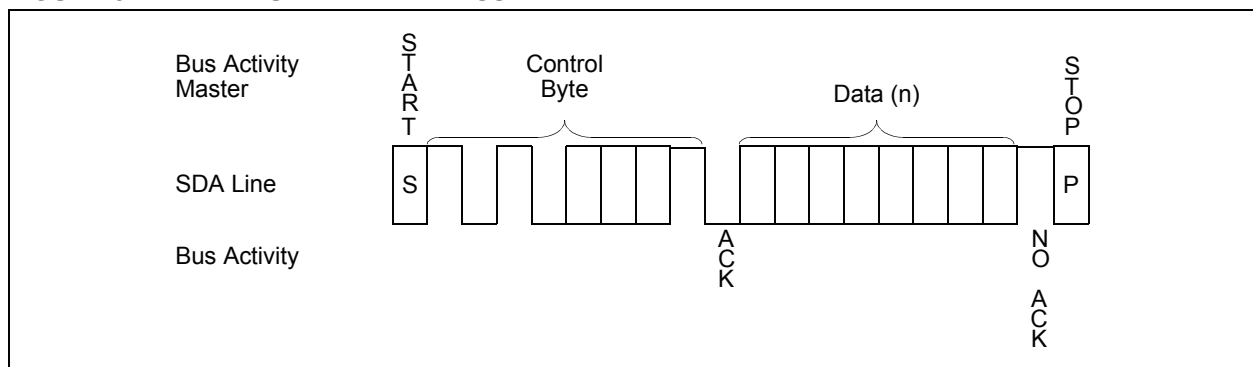 START
Bus Activity
Master
Control
Byte
Data (n)
STOP
SDA Line
S
P
Bus Activity
ACK
NO ACK